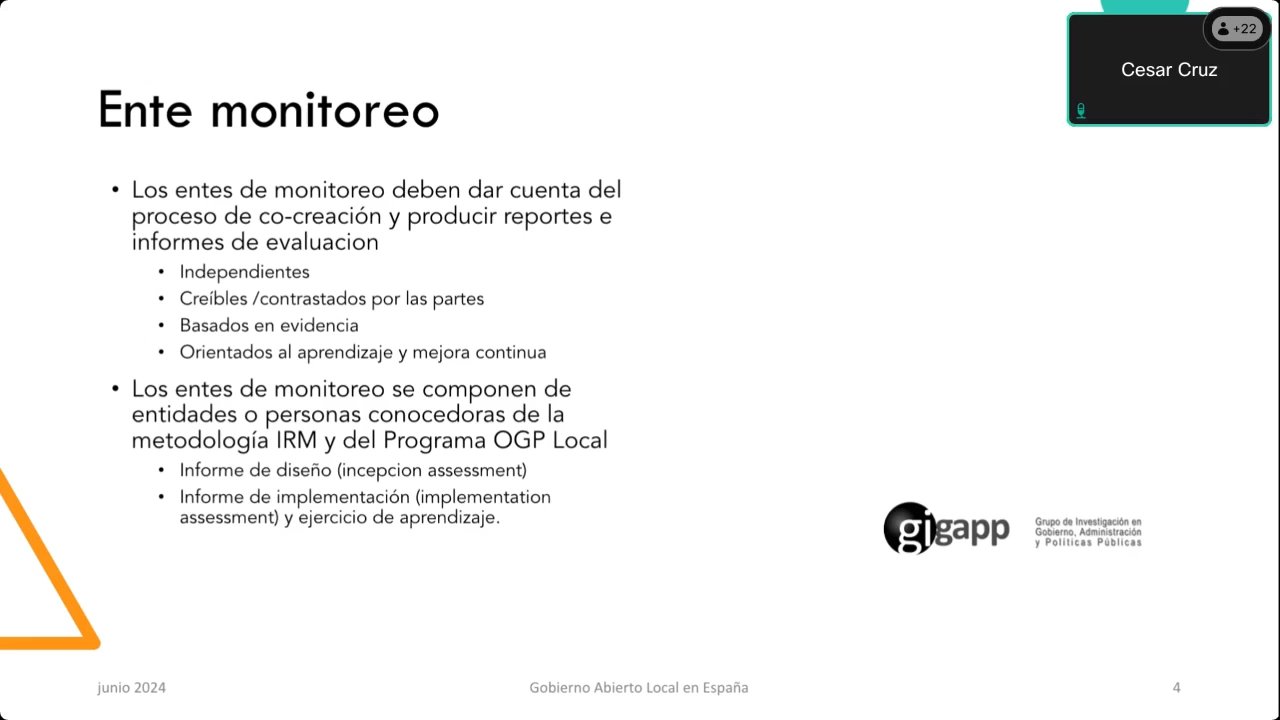 +22
Cesar Cruz
Ente monitoreo
• Los entes de monitoreo deben dar cuenta del
proceso de co-creación y producir reportes e
informes de evaluacion
• Independientes
• Creíbles /contrastados por las partes
• Basados en evidencia
• Orientados al aprendizaje y mejora continua
• Los entes de monitoreo se componen de
entidades o personas conocedoras de la
metodología IRM y del Programa OGP Local
• Informe de diseño (incepcion assessment)
• Informe de implementación (implementation
assessment) y ejercicio de aprendizaje.
gigapp
Grupo de Investigación en
Gobierno, Administración
y Políticas Públicas
junio 2024
Gobierno Abierto Local en España
4